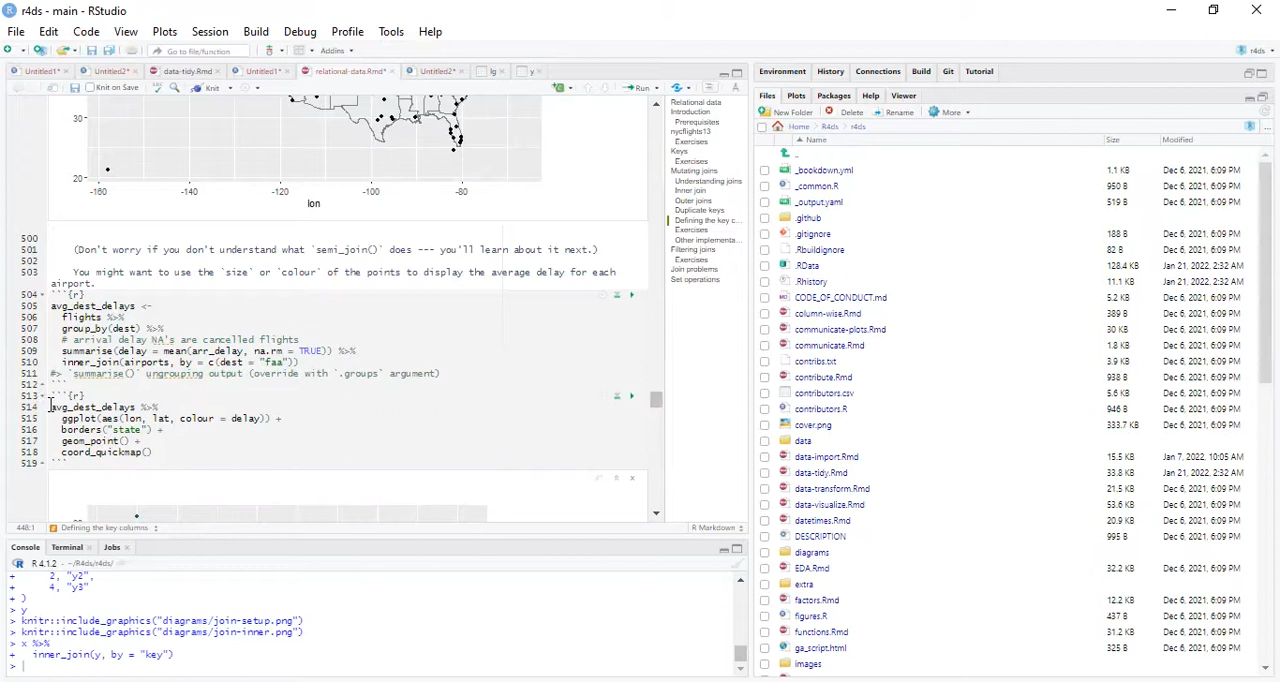 r4ds - main - RStudio
File Edit Code View Plots Session Build Debug Profile Tools Help
Go to file/function Addins r4ds
Untitled1* Untitled2* data-tidy.Rmd Untitled1* relational-data.Rmd* Untitled2* lg y
Knit on Save Knit Run
30
20
-160 -140 -120 -100 -80
lon
500
501 (Don't worry if you don't understand what `semi_join()` does --- you'll learn about it next.)
502
503 You might want to use the `size` or `colour` of the points to display the average delay for each
airport.
504 ```{r}
505 avg_dest_delays <-
506 flights %>%
507 group_by(dest) %>%
508 # arrival delay NA's are cancelled flights
509 summarise(delay = mean(arr_delay, na.rm = TRUE)) %>%
510 inner_join(airports, by = c(dest = "faa"))
511 #> `summarise()` ungrouping output (override with `.groups` argument)
512 ```
513 ```{r}
514 avg_dest_delays %>%
515 ggplot(aes(lon, lat, colour = delay)) +
516 borders("state") +
517 geom_point() +
518 coord_quickmap()
519 ```
448:1 Defining the key columns R Markdown
Relational data
Introduction
Prerequisites
nycflights13
Exercises
Keys
Exercises
Mutating joins
Understanding joins
Inner join
Outer joins
Duplicate keys
Defining the key c...
Exercises
Other implementa...
Filtering joins
Exercises
Join problems
Set operations
Console Terminal Jobs
R 4.1.2 · ~/R4ds/r4ds/
+ 2, "y2",
+ 4, "y3"
+ )
> y
> knitr::include_graphics("diagrams/join-setup.png")
> knitr::include_graphics("diagrams/join-inner.png")
> x %>%
+ inner_join(y, by = "key")
>
Environment History Connections Build Git Tutorial
Files Plots Packages Help Viewer
New Folder Delete Rename More
Home R4ds r4ds ...
Name Size Modified
..
_bookdown.yml 1.1 KB Dec 6, 2021, 6:09 PM
_common.R 950 B Dec 6, 2021, 6:09 PM
_output.yaml 519 B Dec 6, 2021, 6:09 PM
.github
.gitignore 188 B Dec 6, 2021, 6:09 PM
.Rbuildignore 82 B Dec 6, 2021, 6:09 PM
.RData 128.4 KB Jan 21, 2022, 2:32 AM
.Rhistory 11.1 KB Jan 21, 2022, 2:32 AM
CODE_OF_CONDUCT.md 5.2 KB Dec 6, 2021, 6:09 PM
column-wise.Rmd 389 B Dec 6, 2021, 6:09 PM
communicate-plots.Rmd 30 KB Dec 6, 2021, 6:09 PM
communicate.Rmd 1.8 KB Dec 6, 2021, 6:09 PM
contribs.txt 3.9 KB Dec 6, 2021, 6:09 PM
contribute.Rmd 938 B Dec 6, 2021, 6:09 PM
contributors.csv 5.6 KB Dec 6, 2021, 6:09 PM
contributors.R 946 B Dec 6, 2021, 6:09 PM
cover.png 333.7 KB Dec 6, 2021, 6:09 PM
data
data-import.Rmd 15.5 KB Jan 7, 2022, 10:05 AM
data-tidy.Rmd 33.8 KB Jan 21, 2022, 2:32 AM
data-transform.Rmd 21.5 KB Dec 6, 2021, 6:09 PM
data-visualize.Rmd 53.6 KB Dec 6, 2021, 6:09 PM
datetimes.Rmd 20.9 KB Dec 6, 2021, 6:09 PM
DESCRIPTION 995 B Dec 6, 2021, 6:09 PM
diagrams
EDA.Rmd 32.2 KB Dec 6, 2021, 6:09 PM
extra
factors.Rmd 12.2 KB Dec 6, 2021, 6:09 PM
figures.R 437 B Dec 6, 2021, 6:09 PM
functions.Rmd 31.2 KB Dec 6, 2021, 6:09 PM
ga_script.html 325 B Dec 6, 2021, 6:09 PM
images